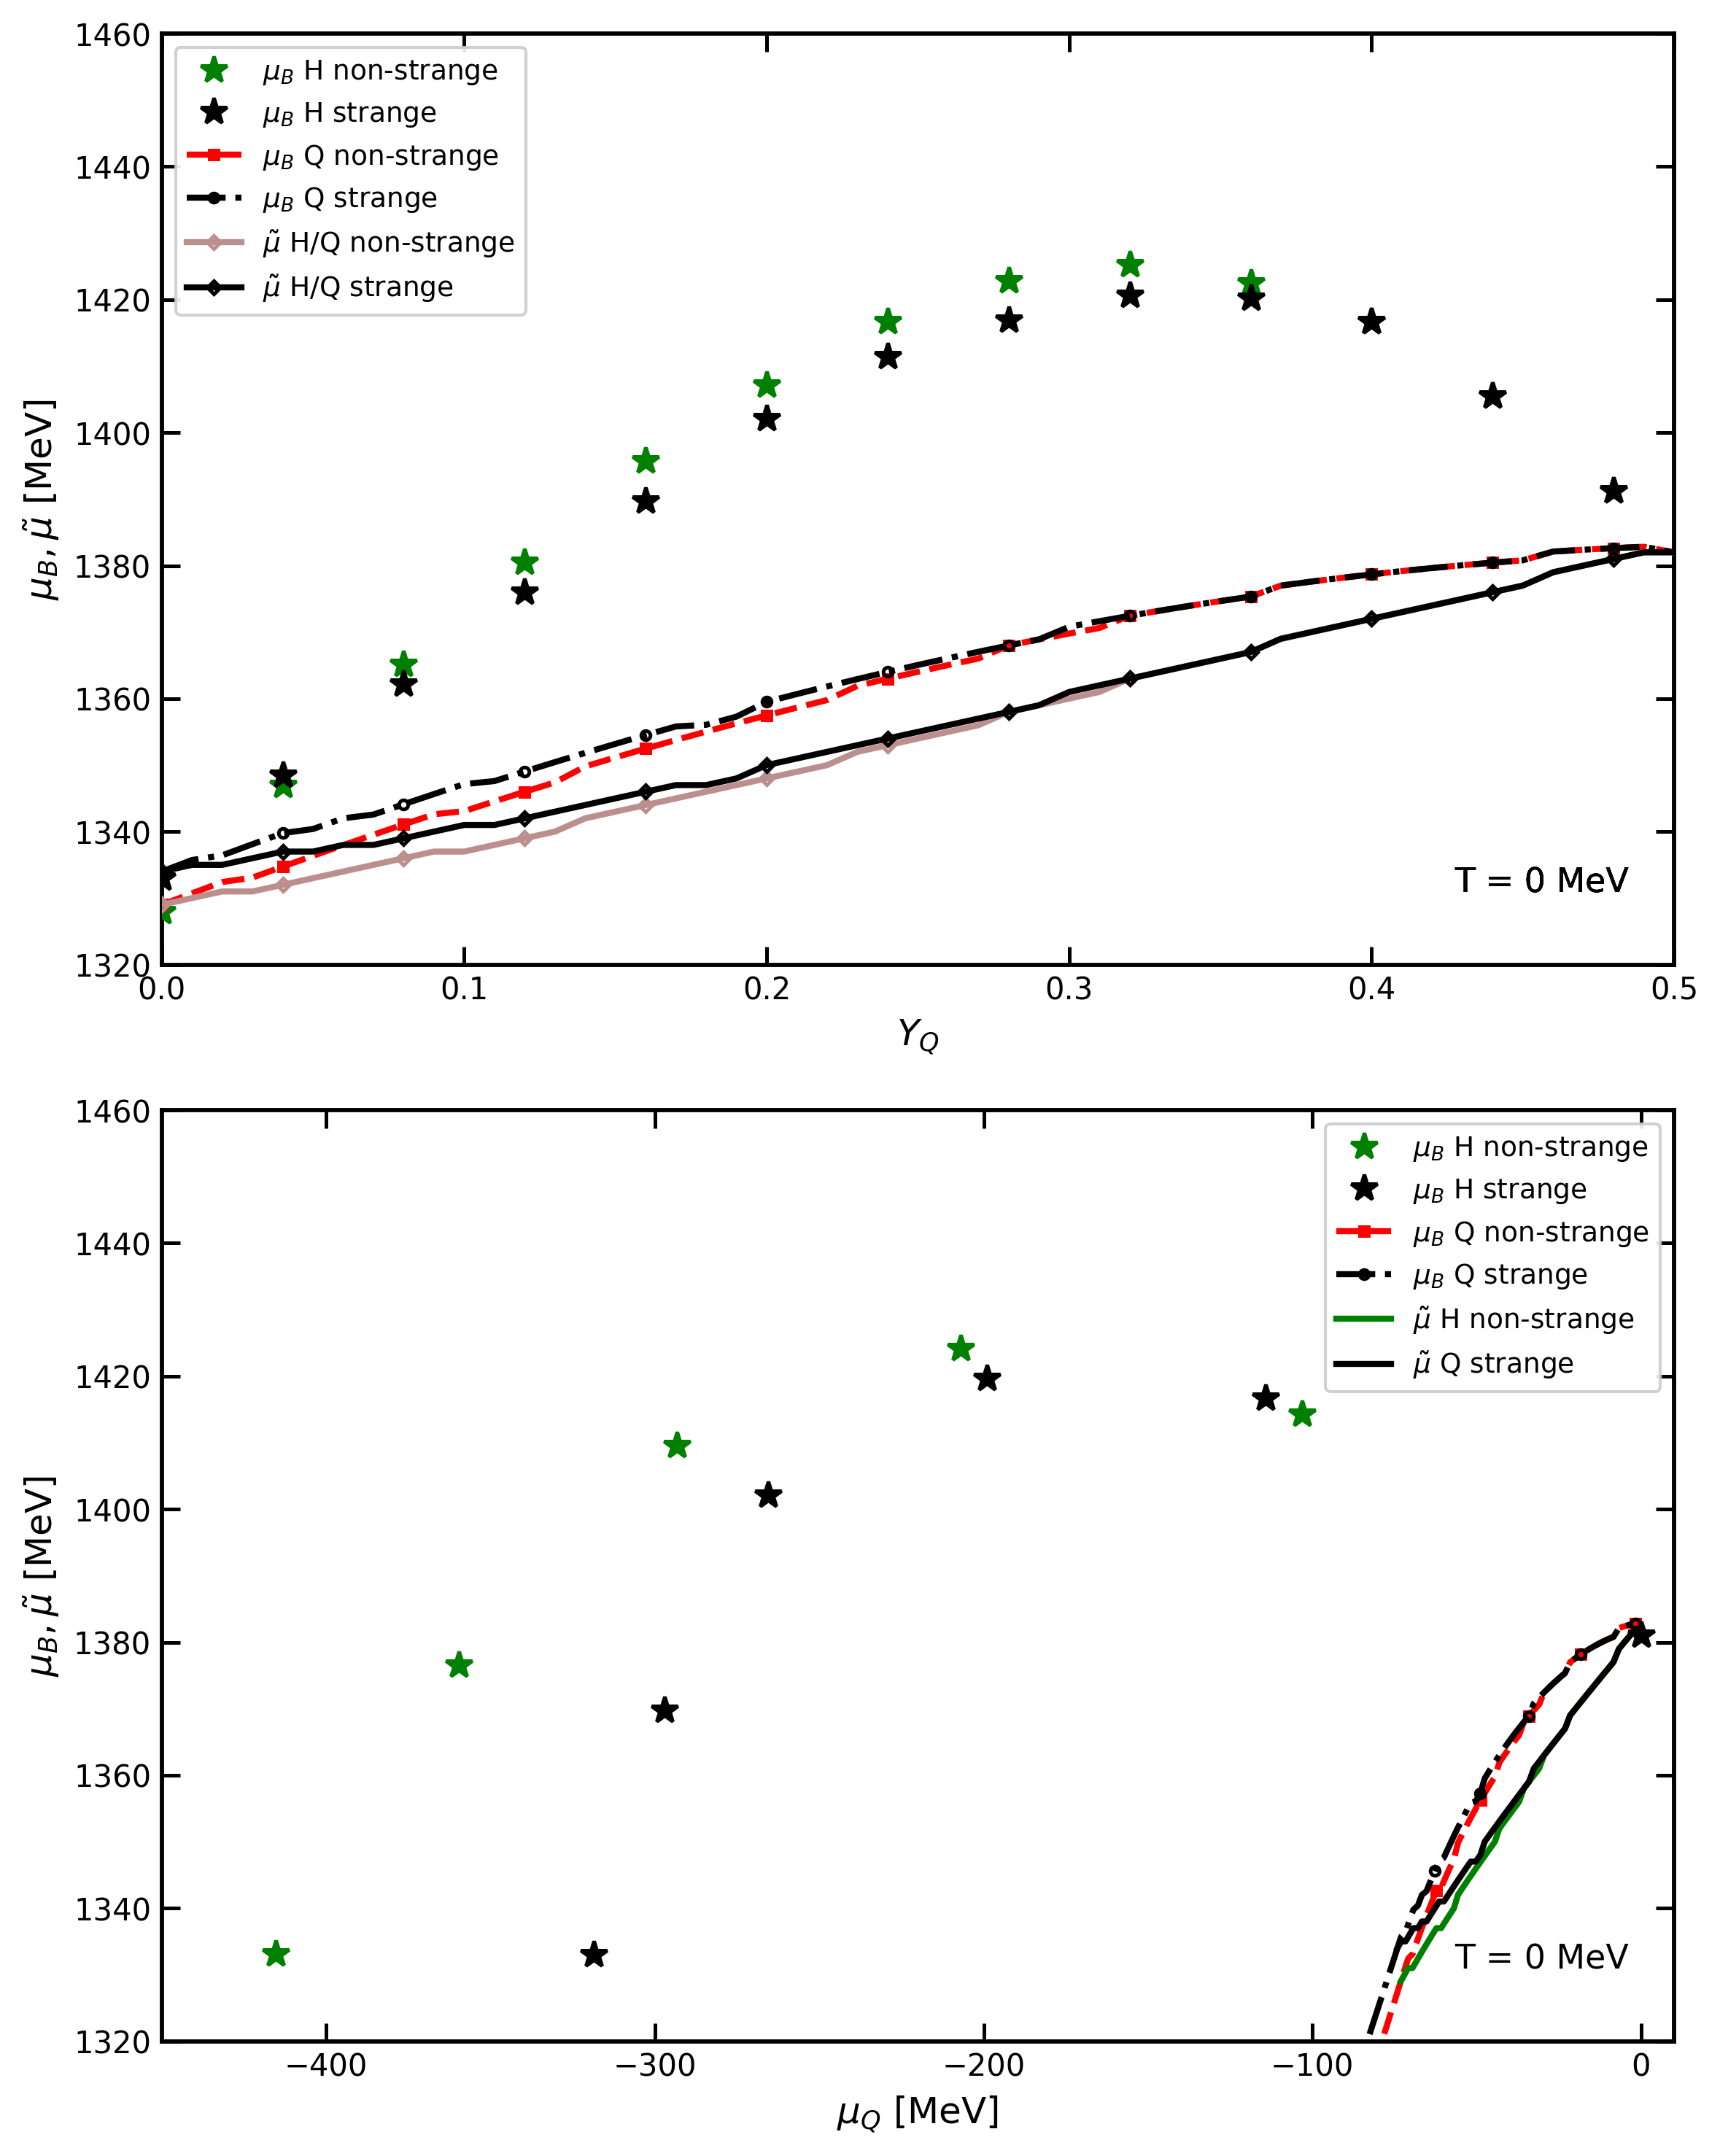 1460
1440
1420
1400
1380
1360
1340
1320
μ_B, μ̃ [MeV]
μ_B H non-strange
μ_B H strange
μ_B Q non-strange
μ_B Q strange
μ̃ H/Q non-strange
μ̃ H/Q strange
T = 0 MeV
0.0 0.1 0.2 0.3 0.4 0.5
Y_Q
1460
1440
1420
1400
1380
1360
1340
1320
μ_B, μ̃ [MeV]
μ_B H non-strange
μ_B H strange
μ_B Q non-strange
μ_B Q strange
μ̃ H non-strange
μ̃ Q strange
T = 0 MeV
−400 −300 −200 −100 0
μ_Q [MeV]